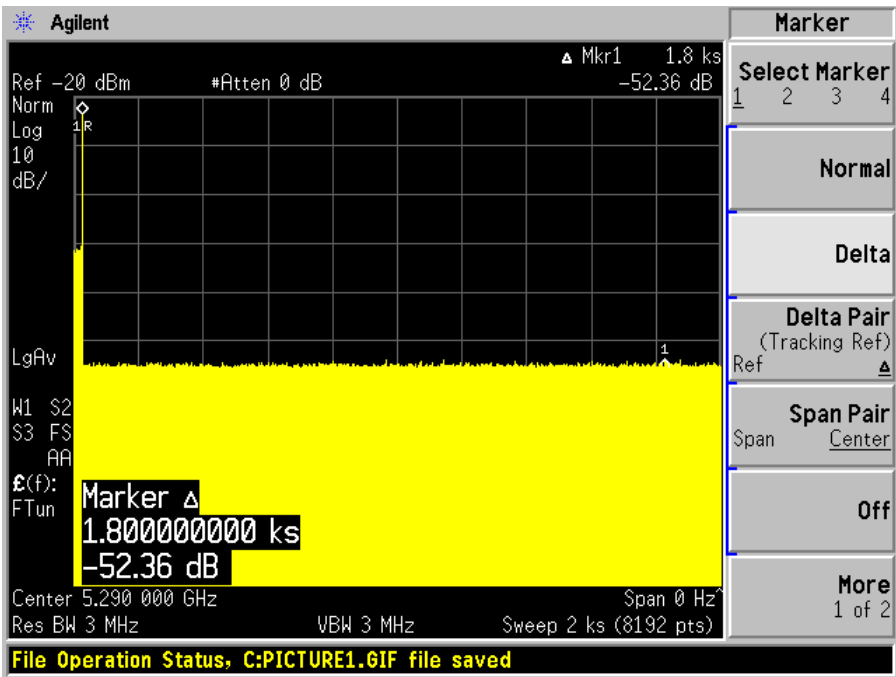 Agilent
Marker
Δ Mkr1 1.8 ks
Ref -20 dBm #Atten 0 dB -52.36 dB
Norm
Log
10
dB/
1R
1
LgAv
W1 S2
S3 FS
AA
£(f):
FTun
Marker Δ
1.800000000 ks
-52.36 dB
Center 5.290 000 GHz Span 0 Hz^
Res BW 3 MHz VBW 3 MHz Sweep 2 ks (8192 pts)
File Operation Status, C:PICTURE1.GIF file saved
Select Marker
1 2 3 4
Normal
Delta
Delta Pair
(Tracking Ref)
Ref Δ
Span Pair
Span Center
Off
More
1 of 2